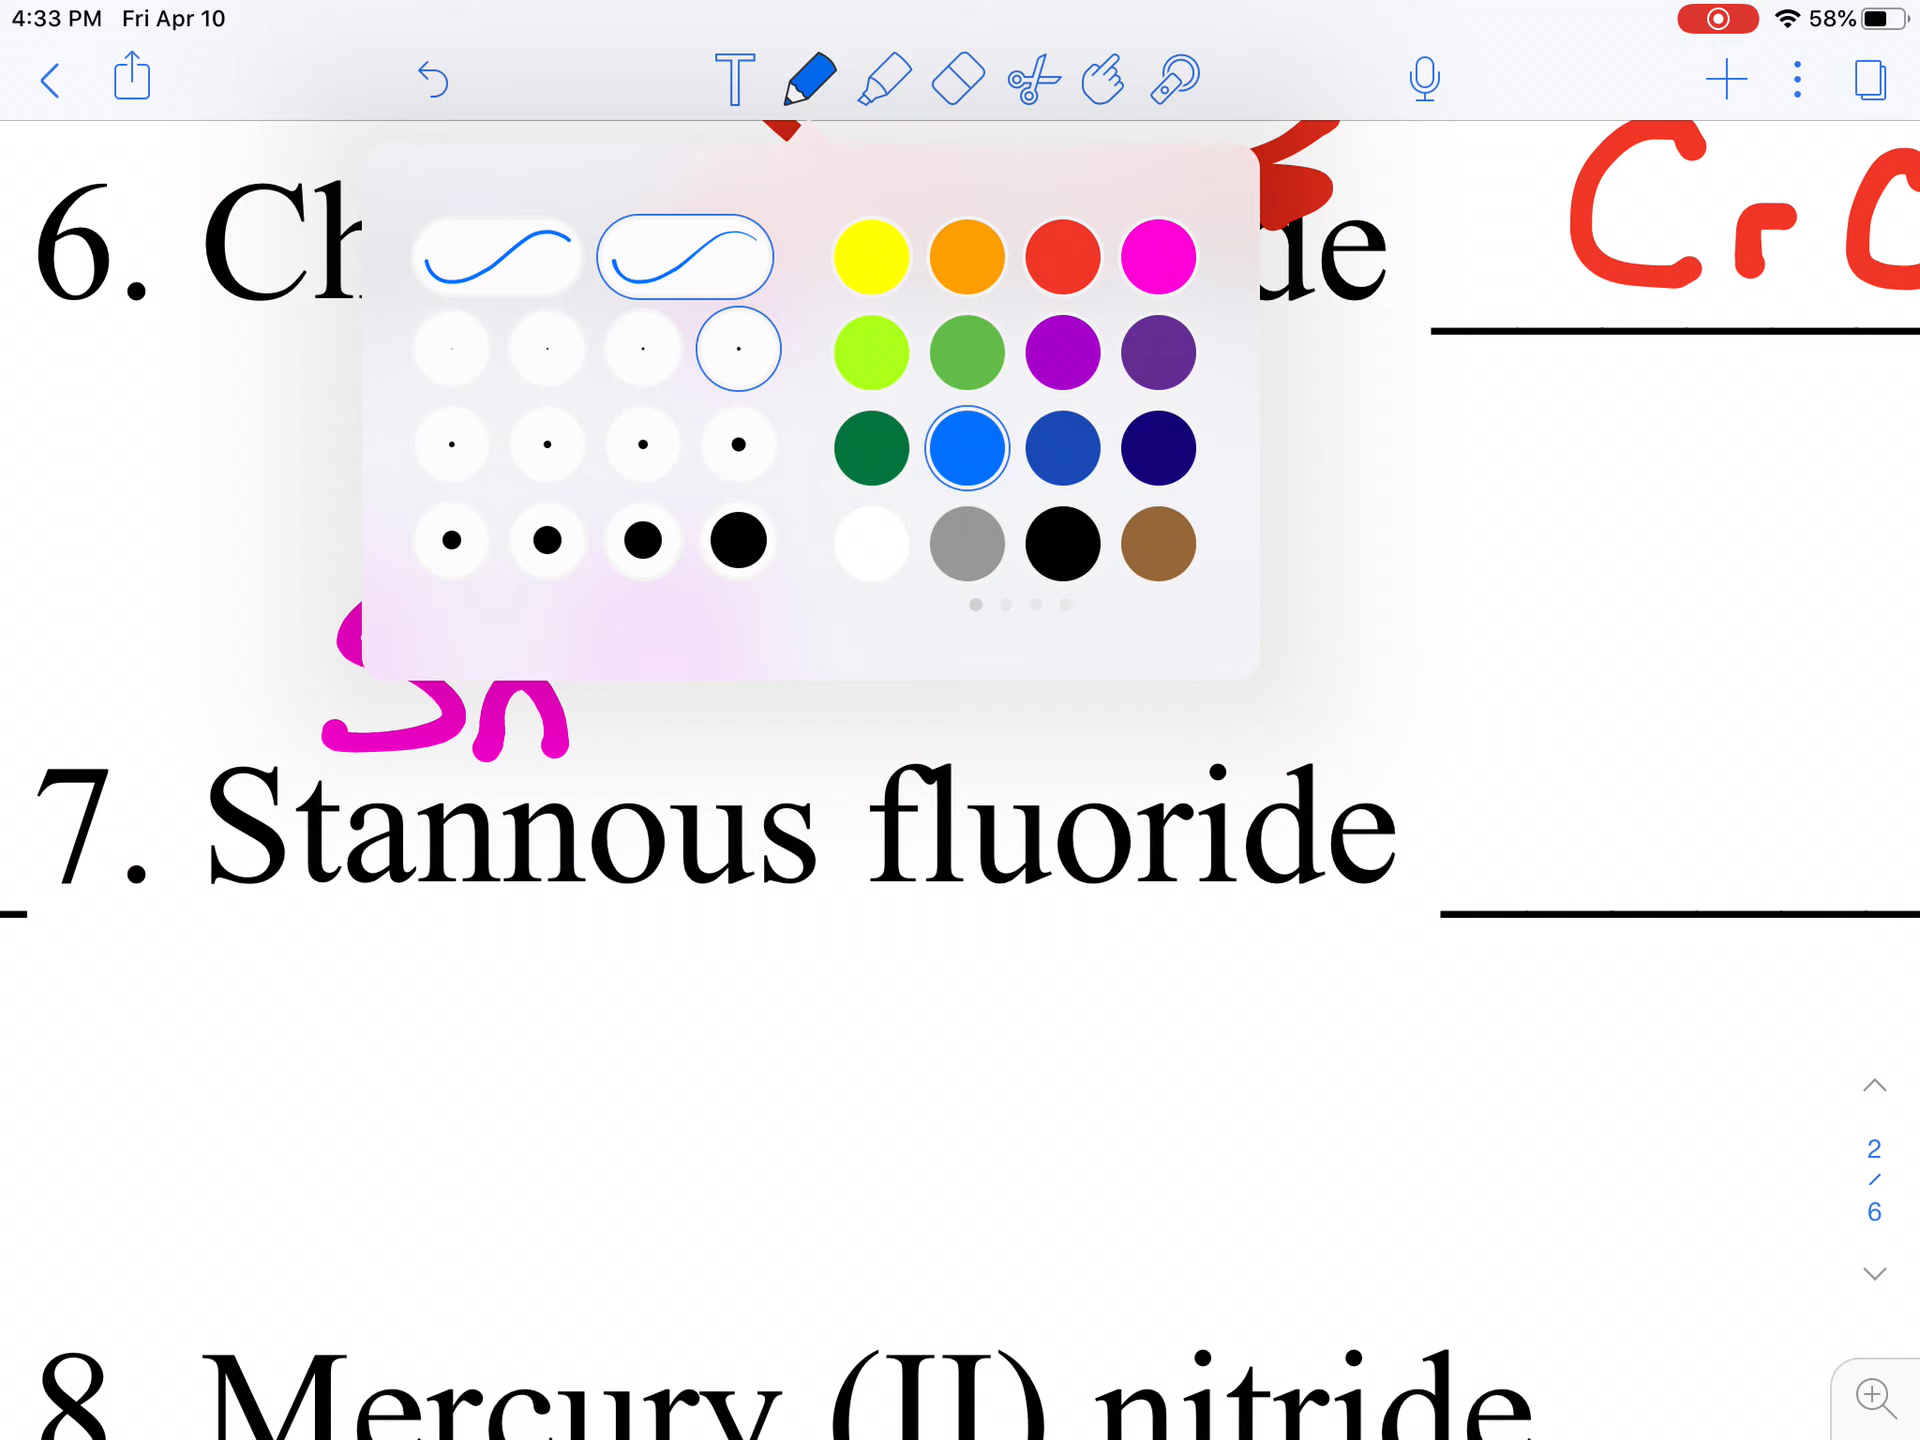 4:33 PM Fri Apr 10 58%
T
6. Ch de Cr
Sn
7. Stannous fluoride
2
/
6
8. Mercury (II) nitride